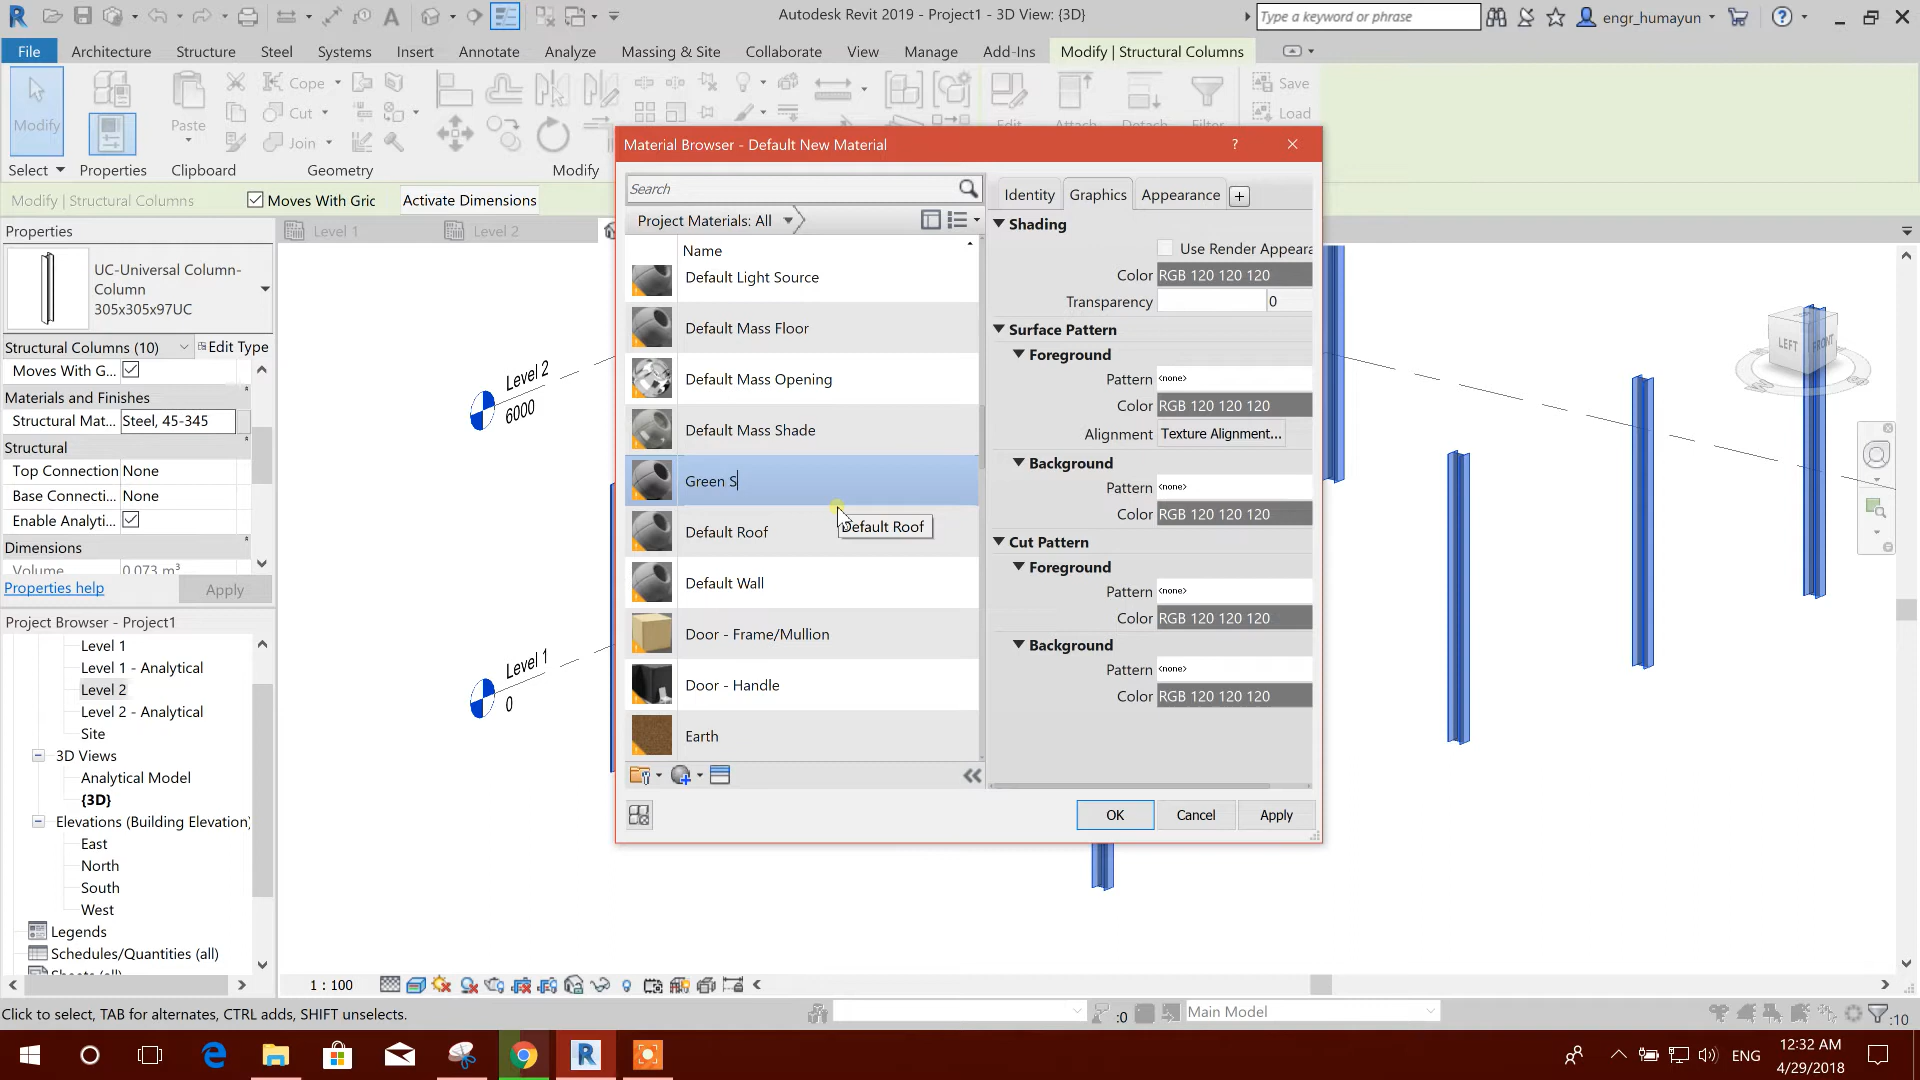 Autodesk Revit 2019 - Project1 - 3D View: {3D}
Type a keyword or phrase
engr_humayun
File Architecture Structure Steel Systems Insert Annotate Analyze Massing & Site Collaborate View Manage Add-Ins Modify | Structural Columns
Modify
Paste
Cope
Cut
Join
Save
Load
Select
Properties
Clipboard
Geometry
Modify
Modify | Structural Columns
Moves With Gric
Activate Dimensions
Properties
UC-Universal Column-
Column
305x305x97UC
Structural Columns (10)
Edit Type
Moves With G...
Materials and Finishes
Structural Mat... Steel, 45-345
Structural
Top Connection None
Base Connecti... None
Enable Analyti...
Dimensions
Volume 0.073 m³
Properties help
Apply
Project Browser - Project1
Level 1
Level 1 - Analytical
Level 2
Level 2 - Analytical
Site
3D Views
Analytical Model
{3D}
Elevations (Building Elevation)
East
North
South
West
Legends
Schedules/Quantities (all)
Sheets (all)
Level 1
Level 2
Level 2
6000
Level 1
0
LEFT
FRONT
Material Browser - Default New Material
?
Search
Project Materials: All
Name
Default Light Source
Default Mass Floor
Default Mass Opening
Default Mass Shade
Green S
Default Roof
Default Roof
Default Wall
Door - Frame/Mullion
Door - Handle
Earth
Identity Graphics Appearance
Shading
Use Render Appeara
Color RGB 120 120 120
Transparency 0
Surface Pattern
Foreground
Pattern <none>
Color RGB 120 120 120
Alignment Texture Alignment...
Background
Pattern <none>
Color RGB 120 120 120
Cut Pattern
Foreground
Pattern <none>
Color RGB 120 120 120
Background
Pattern <none>
Color RGB 120 120 120
OK Cancel Apply
1 : 100
Click to select, TAB for alternates, CTRL adds, SHIFT unselects.
:0
Main Model
:10
ENG
12:32 AM
4/29/2018